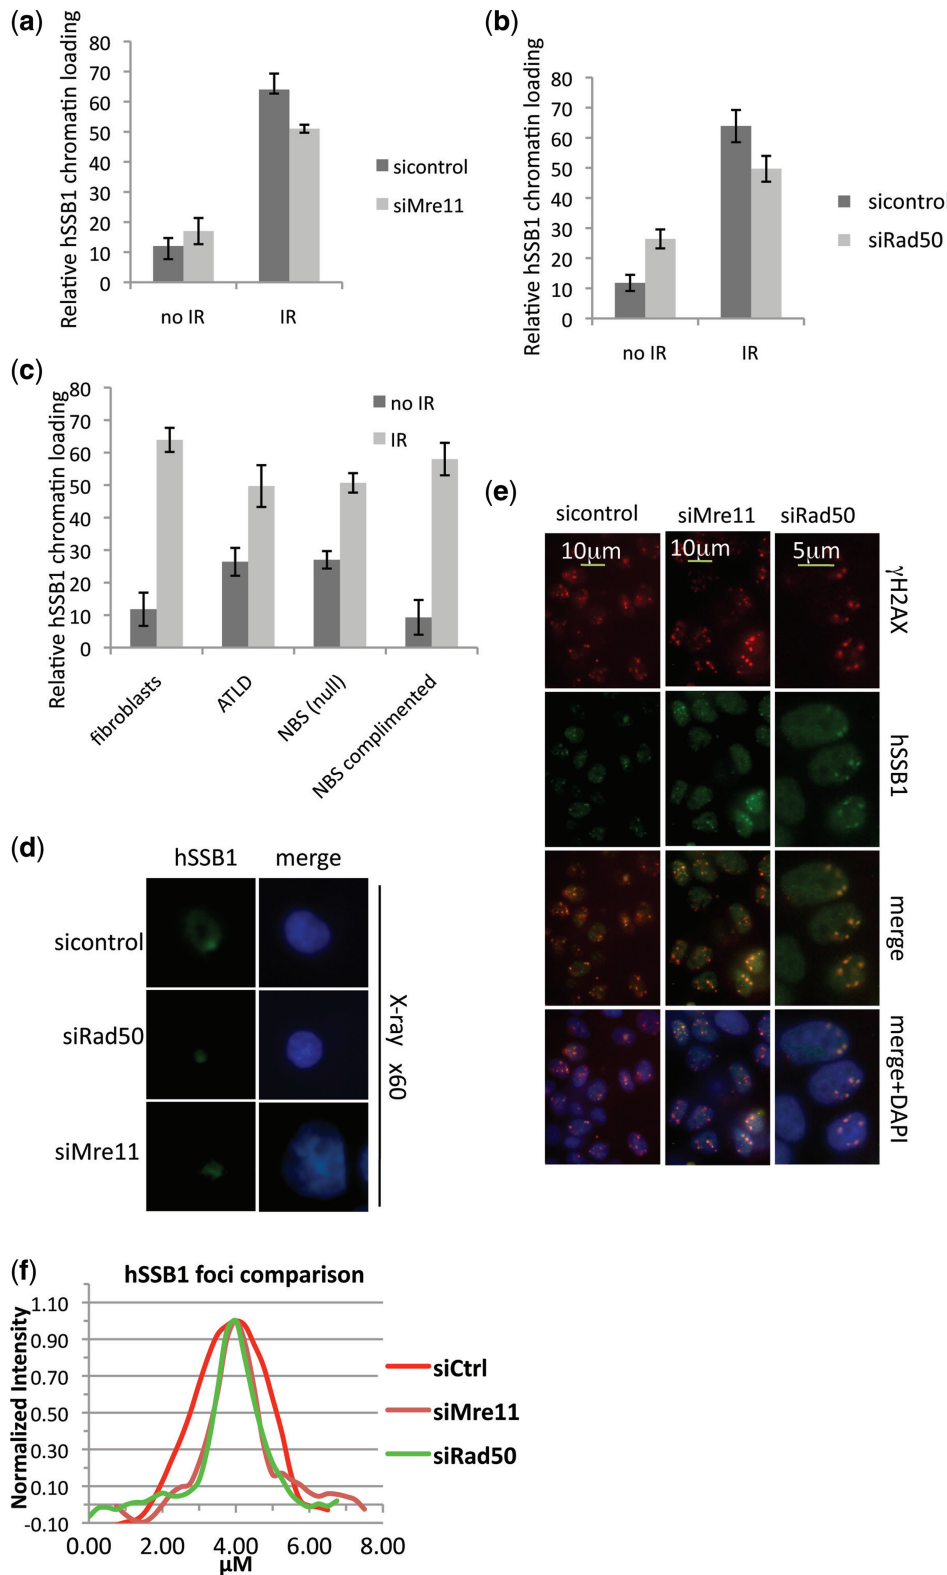 (a)
Relative hSSB1 chromatin loading
80
70
60
50
40
30
20
10
0
no IR
IR
sicontrol
siMre11
(b)
Relative hSSB1 chromatin loading
80
70
60
50
40
30
20
10
0
no IR
IR
sicontrol
siRad50
(c)
Relative hSSB1 chromatin loading
80
70
60
50
40
30
20
10
0
no IR
IR
fibroblasts
ATLD
NBS (null)
NBS complimented
(d)
hSSB1
merge
sicontrol
siRad50
siMre11
X-ray x60
(e)
sicontrol
siMre11
siRad50
10μm
10μm
5μm
γH2AX
hSSB1
merge
merge+DAPI
(f)
hSSB1 foci comparison
Normalized Intensity
1.10
0.90
0.70
0.50
0.30
0.10
-0.10
0.00
2.00
4.00
6.00
8.00
μM
siCtrl
siMre11
siRad50